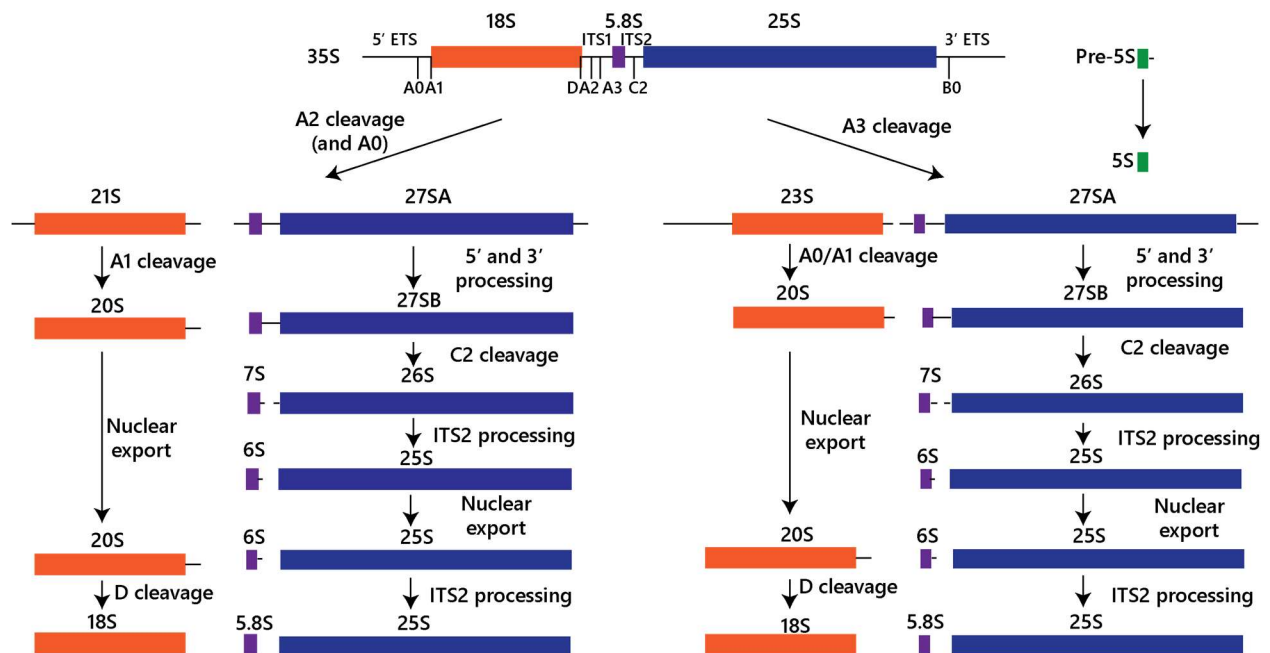 18S
5.8S
25S
5′ ETS
ITS1
ITS2
3′ ETS
35S
Pre-5S
A0
A1
D
A2
A3
C2
B0
A2 cleavage
(and A0)
A3 cleavage
5S
21S
27SA
23S
27SA
A1 cleavage
5′ and 3′
processing
A0/A1 cleavage
5′ and 3′
processing
20S
27SB
20S
27SB
C2 cleavage
C2 cleavage
7S
26S
7S
26S
Nuclear
export
ITS2 processing
Nuclear
export
ITS2 processing
6S
25S
6S
25S
Nuclear
export
Nuclear
export
20S
6S
25S
20S
6S
25S
D cleavage
ITS2 processing
D cleavage
ITS2 processing
18S
5.8S
25S
18S
5.8S
25S